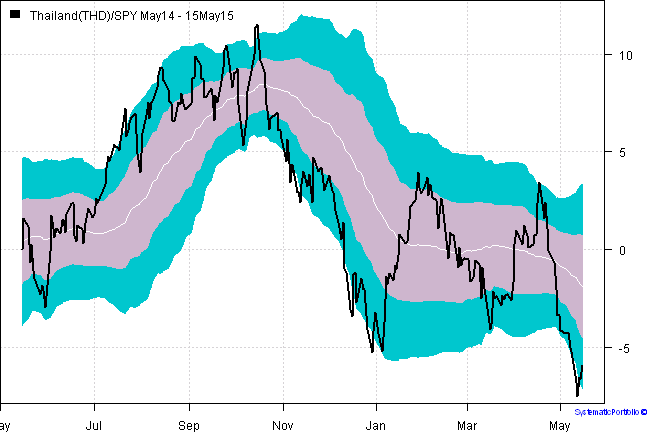 Thailand(THD)/SPY May14 - 15May15
10
5
0
-5
ay Jul Sep Nov Jan Mar May
SystematicPortfolio ©